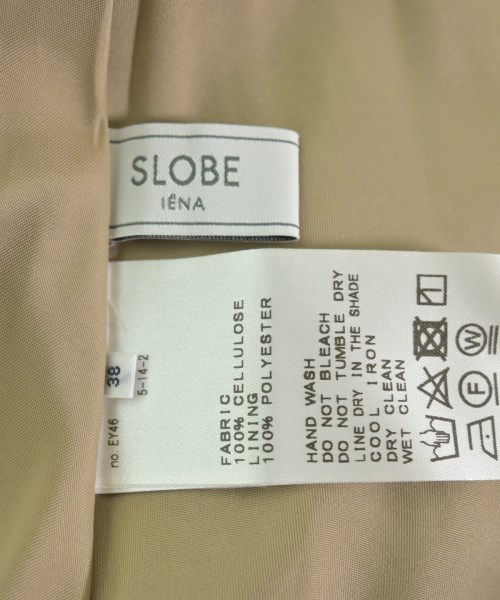 SLOBE
IÉNA
38
5-14-2
no. EY46
FABRIC
100% CELLULOSE
LINING
100% POLYESTER
HAND WASH
DO NOT BLEACH
DO NOT TUMBLE DRY
LINE DRY IN THE SHADE
COOL IRON
DRY CLEAN
WET CLEAN
W
F